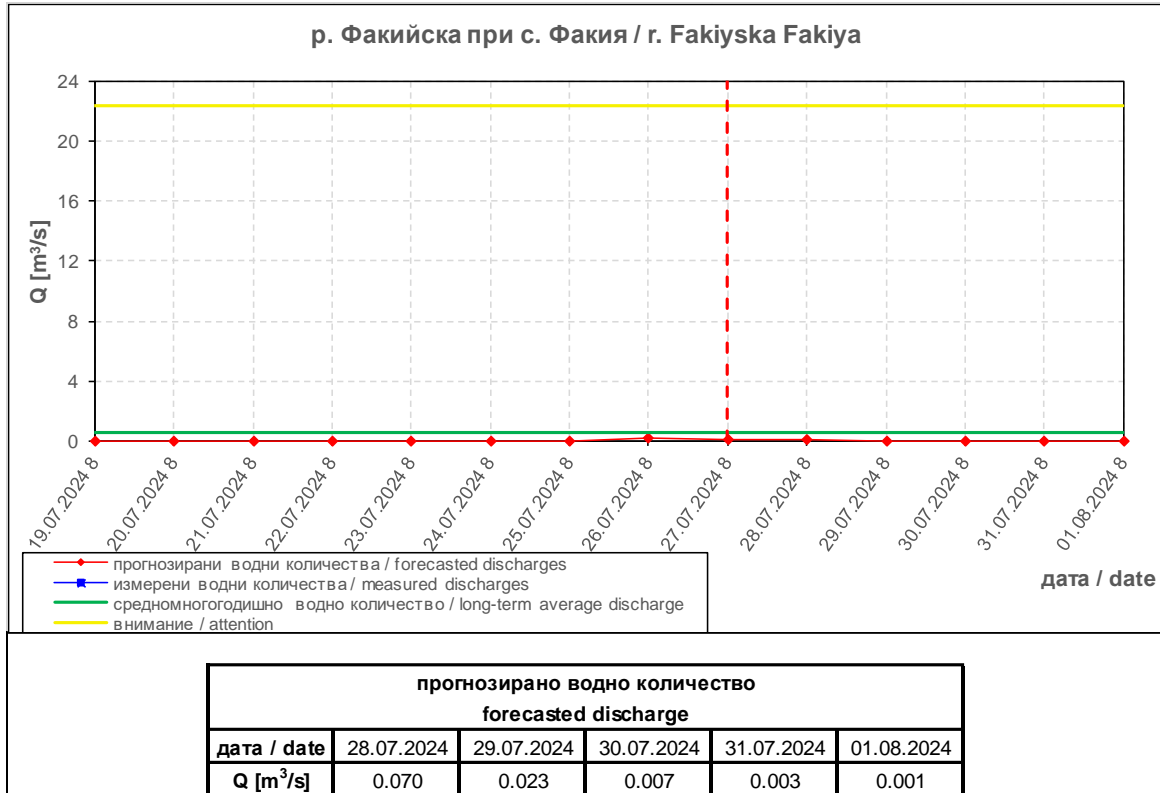 р. Факийска при с. Факия / r. Fakiyska Fakiya
24
20
16
12
8
4
0
Q [m³/s]
19.07.2024 8
20.07.2024 8
21.07.2024 8
22.07.2024 8
23.07.2024 8
24.07.2024 8
25.07.2024 8
26.07.2024 8
27.07.2024 8
28.07.2024 8
29.07.2024 8
30.07.2024 8
31.07.2024 8
01.08.2024 8
дата / date
прогнозирани водни количества / forecasted discharges
измерени водни количества / measured discharges
средномногогодишно водно количество / long-term average discharge
внимание / attention
прогнозирано водно количество
forecasted discharge
дата / date 28.07.2024 29.07.2024 30.07.2024 31.07.2024 01.08.2024
Q [m³/s] 0.070 0.023 0.007 0.003 0.001